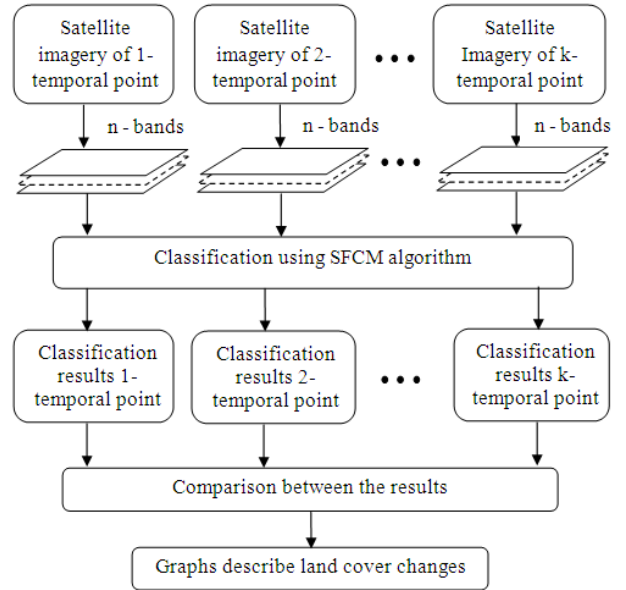 Satellite
imagery of 1-
temporal point
Satellite
imagery of 2-
temporal point
• • •
Satellite
Imagery of k-
temporal point
n - bands
n - bands
n - bands
• • •
Classification using SFCM algorithm
Classification
results 1-
temporal point
Classification
results 2-
temporal point
• • •
Classification
results k-
temporal point
Comparison between the results
Graphs describe land cover changes